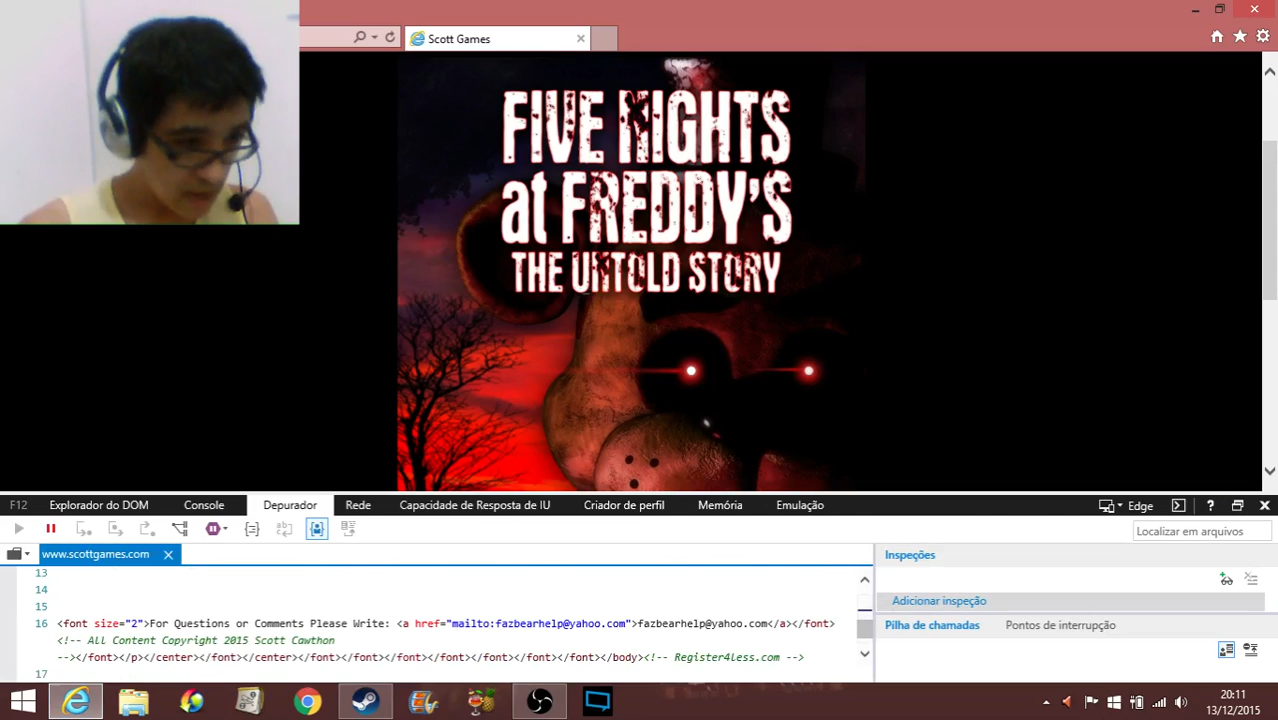 Scott Games
FIVE NIGHTS
at FREDDY'S
THE UNTOLD STORY
F12 Explorador do DOM Console Depurador Rede Capacidade de Resposta de IU Criador de perfil Memória Emulação Edge ?
Localizar em arquivos
www.scottgames.com
Inspeções
13
14
15
Adicionar inspeção
16 <font size="2">For Questions or Comments Please Write: <a href="mailto:fazbearhelp@yahoo.com">fazbearhelp@yahoo.com</a></font>
Pilha de chamadas Pontos de interrupção
<!-- ALL Content Copyright 2015 Scott Cawthon
--></font></p></center></font></center></font></font></font></font></font></font></font></body><!-- Register4Less.com -->
17
20:11
13/12/2015